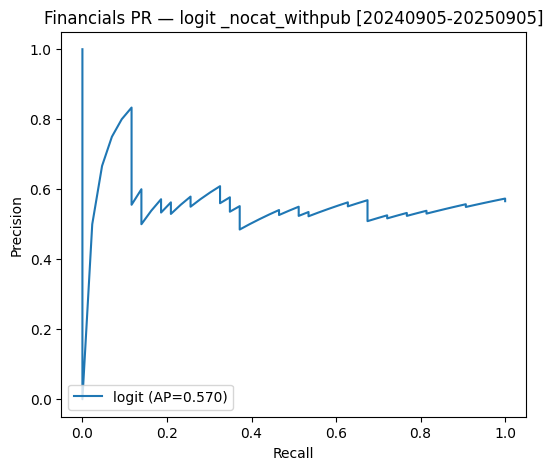 Financials PR — logit _nocat_withpub [20240905-20250905]
1.0
0.8
0.6
0.4
0.2
0.0
Precision
logit (AP=0.570)
0.0 0.2 0.4 0.6 0.8 1.0
Recall